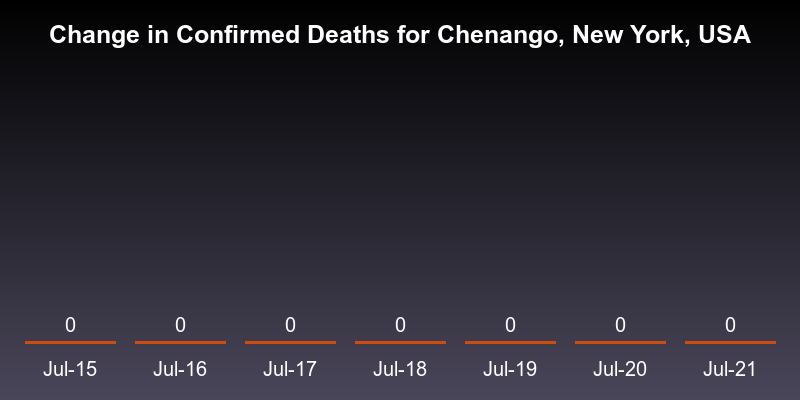 Change in Confirmed Deaths for Chenango, New York, USA
0 0 0 0 0 0 0
Jul-15 Jul-16 Jul-17 Jul-18 Jul-19 Jul-20 Jul-21